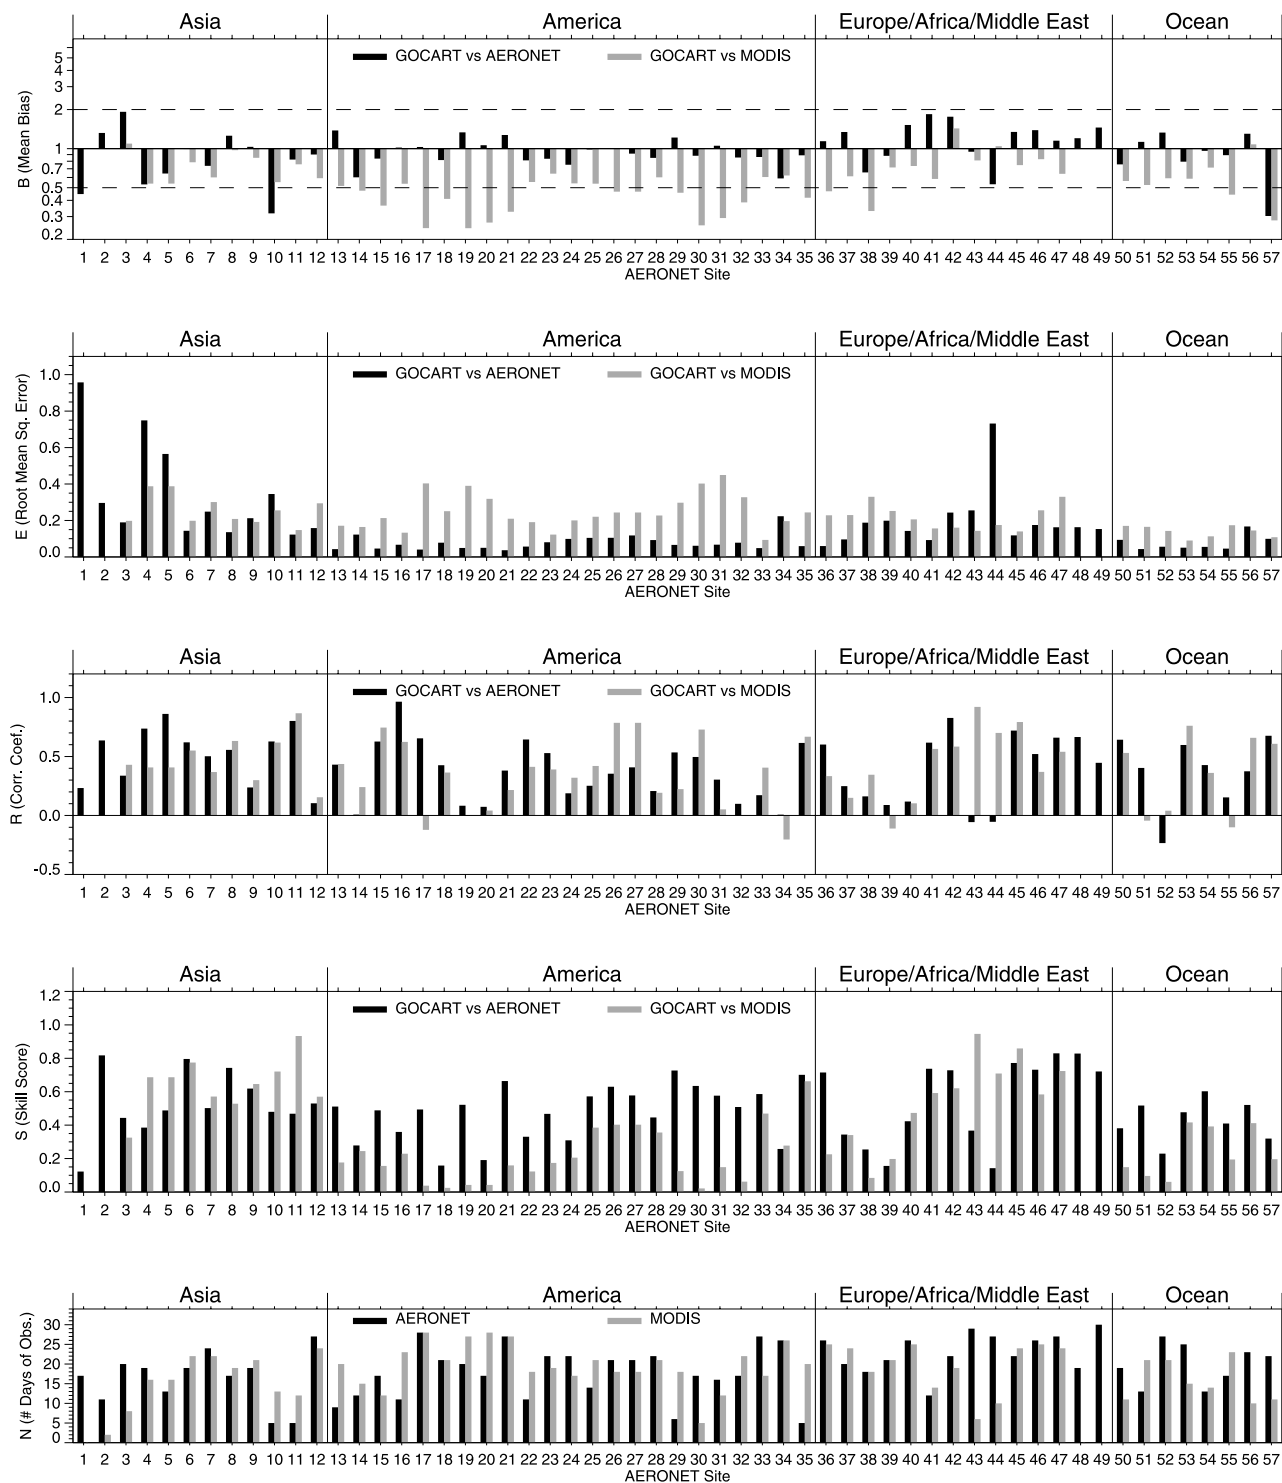 Asia America Europe/Africa/Middle East Ocean
GOCART vs AERONET GOCART vs MODIS
B (Mean Bias)
5
4
3
2
1
0.7
0.5
0.3
0.2
1 2 3 4 5 6 7 8 9 10 11 12 13 14 15 16 17 18 19 20 21 22 23 24 25 26 27 28 29 30 31 32 33 34 35 36 37 38 39 40 41 42 43 44 45 46 47 48 49 50 51 52 53 54 55 56 57
AERONET Site
Asia America Europe/Africa/Middle East Ocean
GOCART vs AERONET GOCART vs MODIS
E (Root Mean Sq. Error)
1.0
0.8
0.6
0.4
0.2
0.0
1 2 3 4 5 6 7 8 9 10 11 12 13 14 15 16 17 18 19 20 21 22 23 24 25 26 27 28 29 30 31 32 33 34 35 36 37 38 39 40 41 42 43 44 45 46 47 48 49 50 51 52 53 54 55 56 57
AERONET Site
Asia America Europe/Africa/Middle East Ocean
GOCART vs AERONET GOCART vs MODIS
R (Corr. Coef.)
1.0
0.5
0.0
-0.5
1 2 3 4 5 6 7 8 9 10 11 12 13 14 15 16 17 18 19 20 21 22 23 24 25 26 27 28 29 30 31 32 33 34 35 36 37 38 39 40 41 42 43 44 45 46 47 48 49 50 51 52 53 54 55 56 57
AERONET Site
Asia America Europe/Africa/Middle East Ocean
GOCART vs AERONET GOCART vs MODIS
S (Skill Score)
1.2
1.0
0.8
0.6
0.4
0.2
0.0
1 2 3 4 5 6 7 8 9 10 11 12 13 14 15 16 17 18 19 20 21 22 23 24 25 26 27 28 29 30 31 32 33 34 35 36 37 38 39 40 41 42 43 44 45 46 47 48 49 50 51 52 53 54 55 56 57
AERONET Site
Asia America Europe/Africa/Middle East Ocean
AERONET MODIS
N (# Days of Obs.)
30
25
20
15
10
5
0
1 2 3 4 5 6 7 8 9 10 11 12 13 14 15 16 17 18 19 20 21 22 23 24 25 26 27 28 29 30 31 32 33 34 35 36 37 38 39 40 41 42 43 44 45 46 47 48 49 50 51 52 53 54 55 56 57
AERONET Site